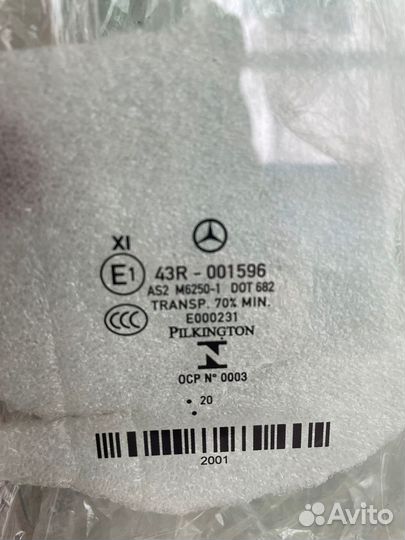 XI
E1 43R - 001596
AS2 M6250-1 DOT 682
TRANSP. 70% MIN.
CCC E000231
PILKINGTON
N
OCP N° 0003
. 20
.
2001
Avito